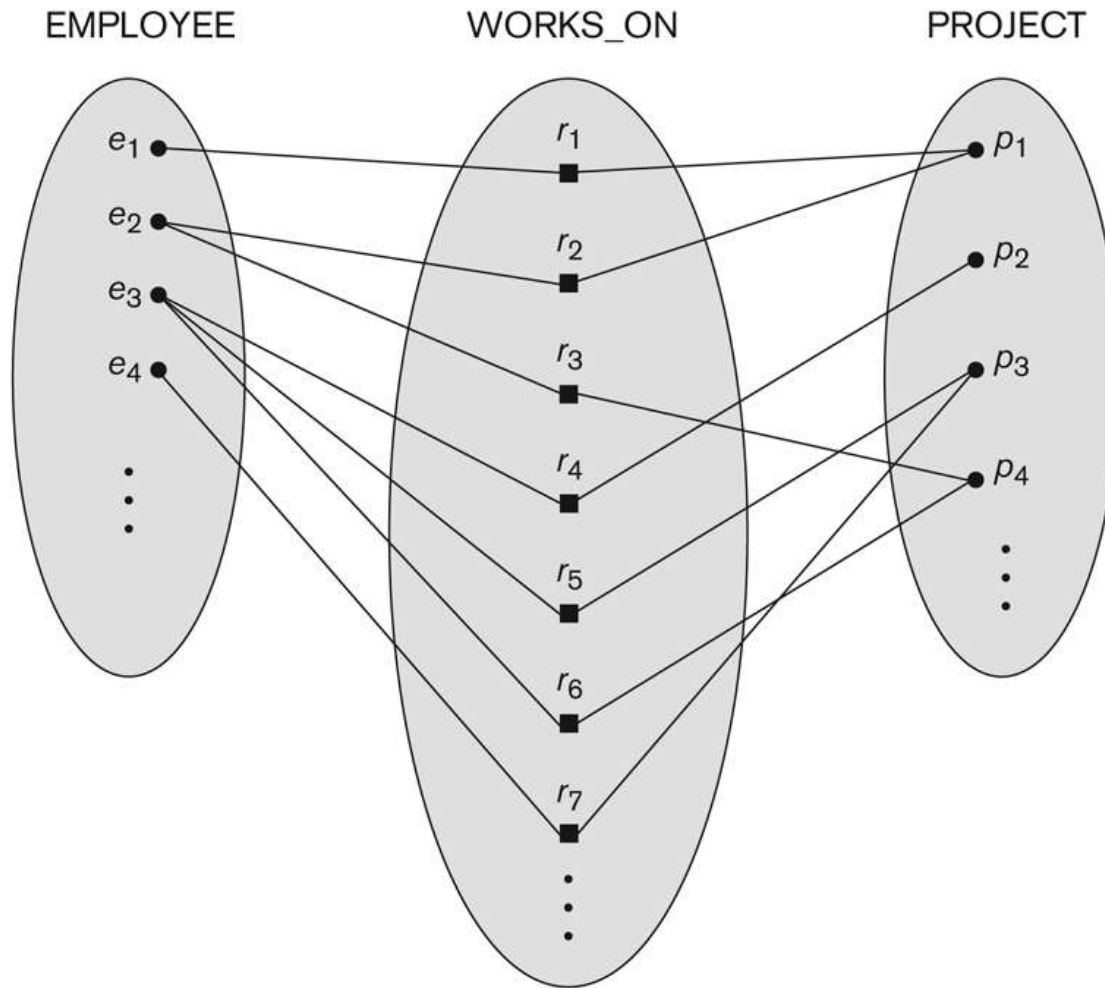 EMPLOYEE WORKS_ON PROJECT
e1 r1 p1
e2 r2 p2
e3 r3 p3
e4 r4 p4
r5
r6
r7